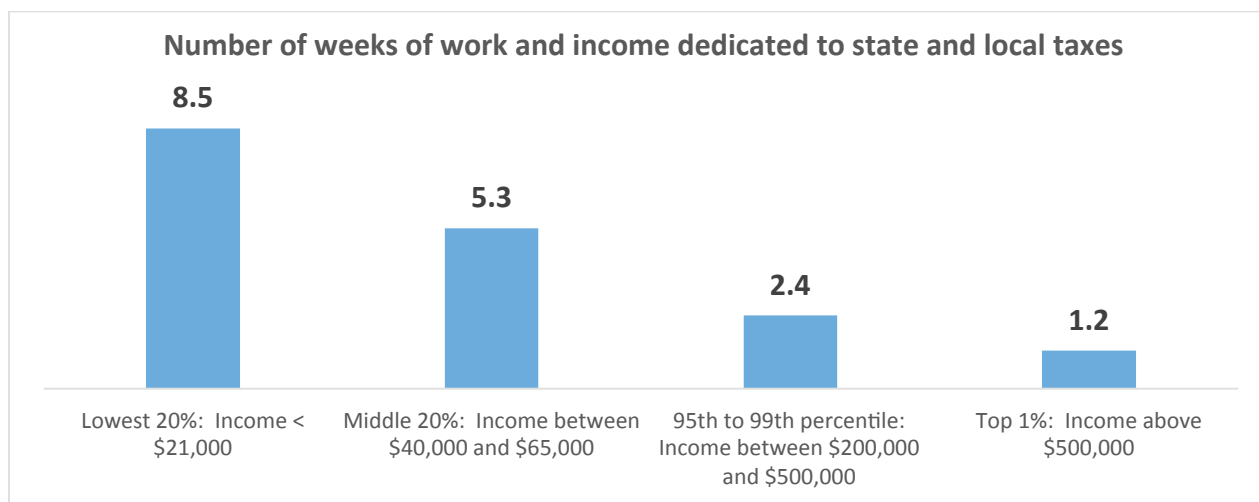 Number of weeks of work and income dedicated to state and local taxes
8.5
5.3
2.4
1.2
Lowest 20%: Income <
$21,000
Middle 20%: Income between
$40,000 and $65,000
95th to 99th percentile:
Income between $200,000
and $500,000
Top 1%: Income above
$500,000